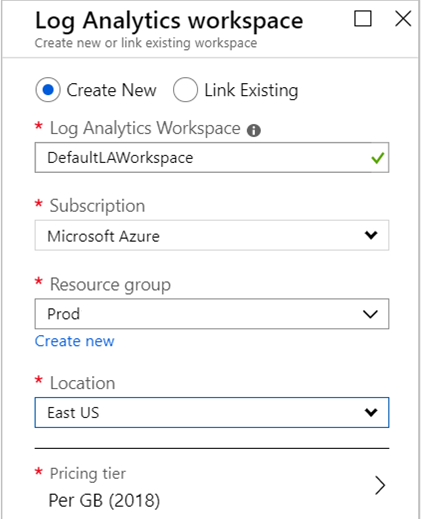 Log Analytics workspace
Create new or link existing workspace
Create New Link Existing
* Log Analytics Workspace
DefaultLAWorkspace
* Subscription
Microsoft Azure
* Resource group
Prod
Create new
* Location
East US
* Pricing tier
Per GB (2018)